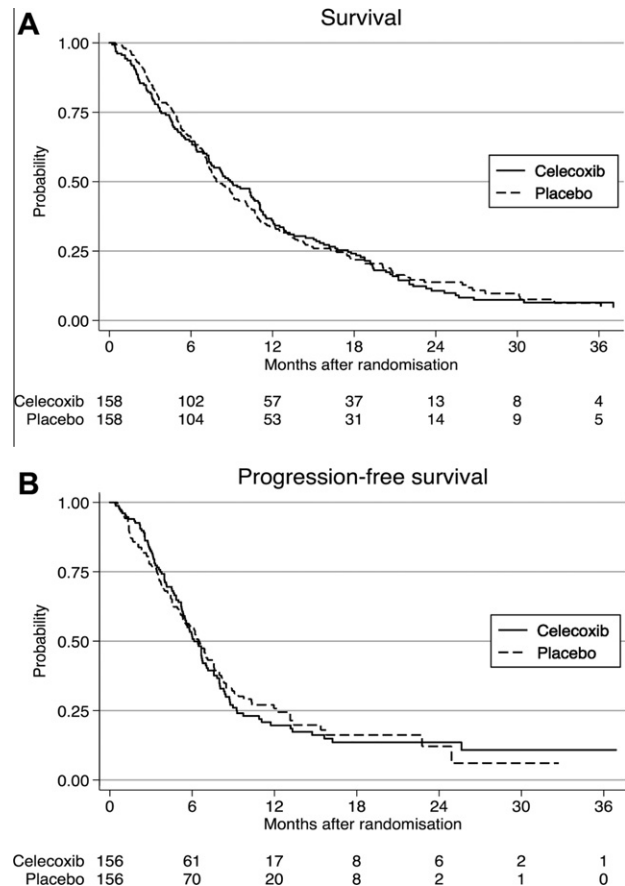 A
Survival
1.00
0.75
0.50
0.25
0.00
Probability
Celecoxib
Placebo
0 6 12 18 24 30 36
Months after randomisation
Celecoxib 158 102 57 37 13 8 4
Placebo 158 104 53 31 14 9 5
B
Progression-free survival
1.00
0.75
0.50
0.25
0.00
Probability
Celecoxib
Placebo
0 6 12 18 24 30 36
Months after randomisation
Celecoxib 156 61 17 8 6 2 1
Placebo 156 70 20 8 2 1 0